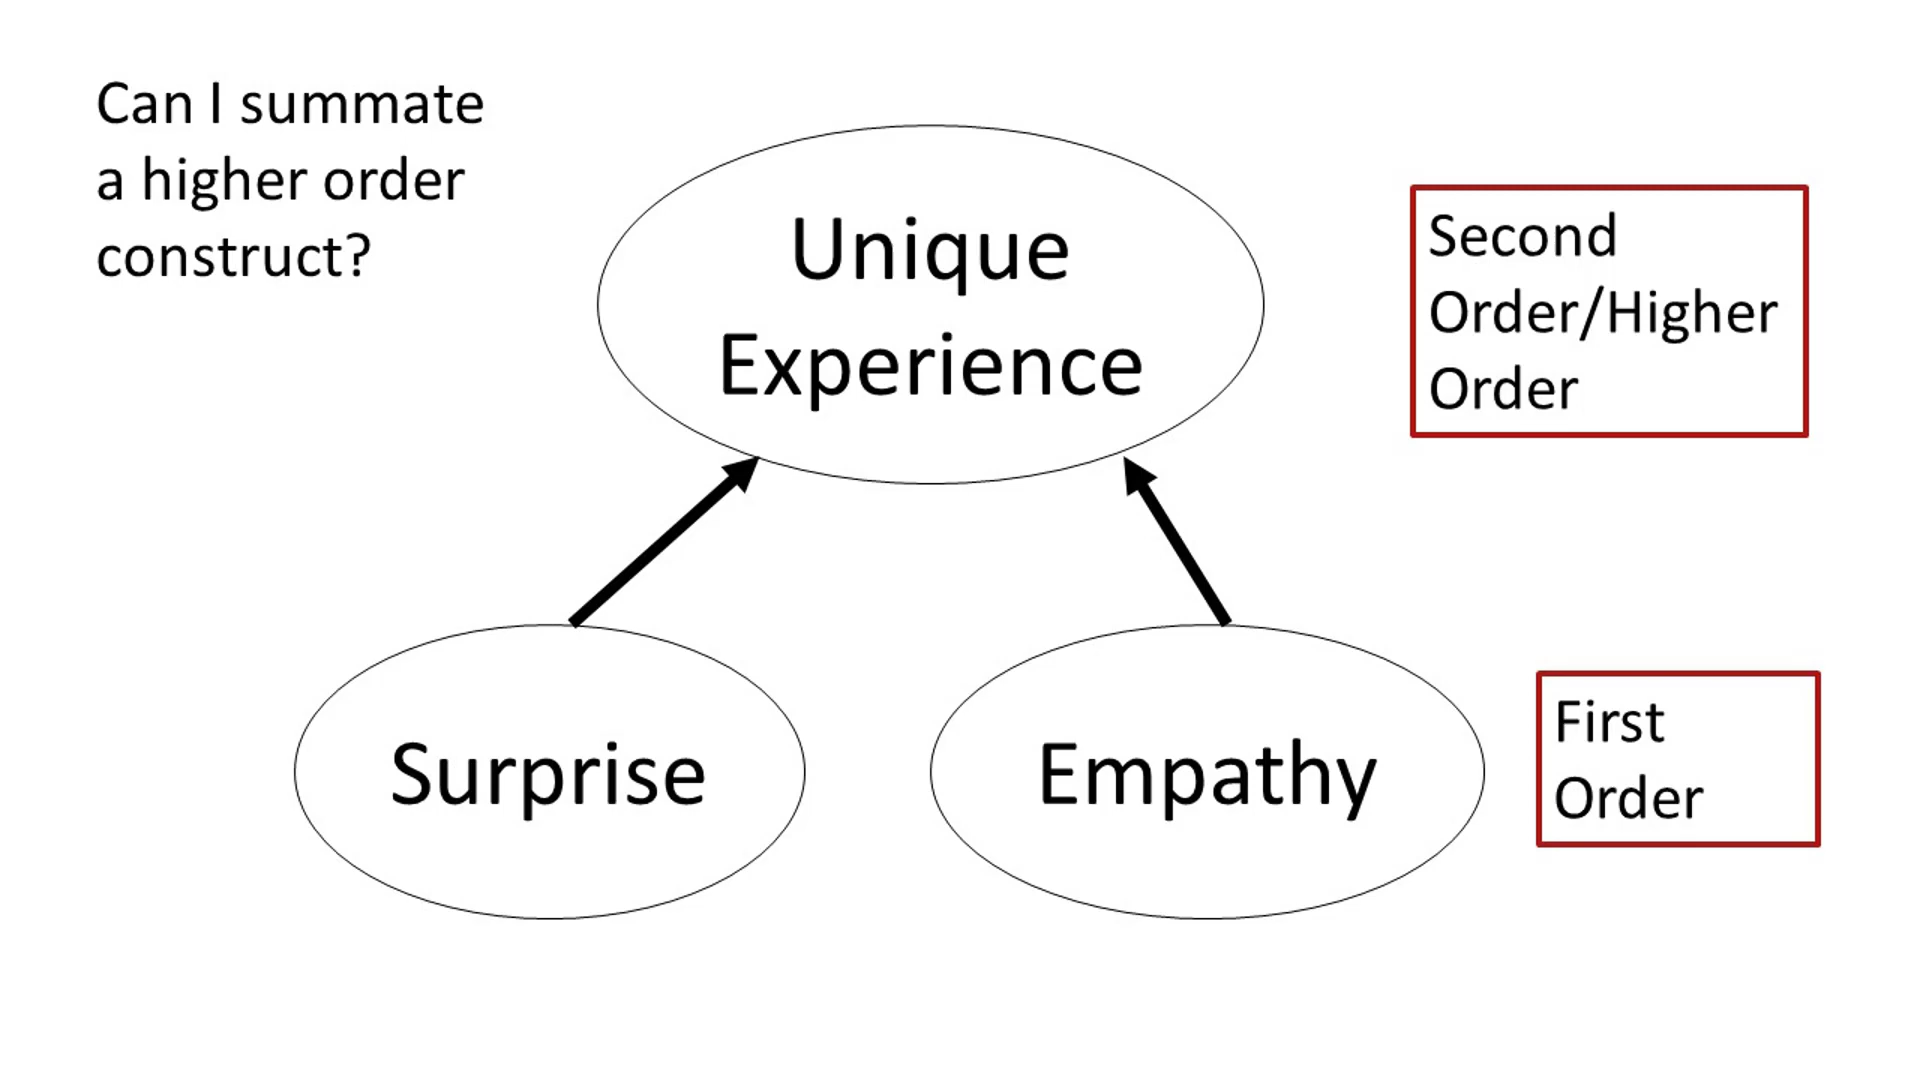 Can I summate
a higher order
construct?
Unique
Experience
Second
Order/Higher
Order
Surprise
Empathy
First
Order